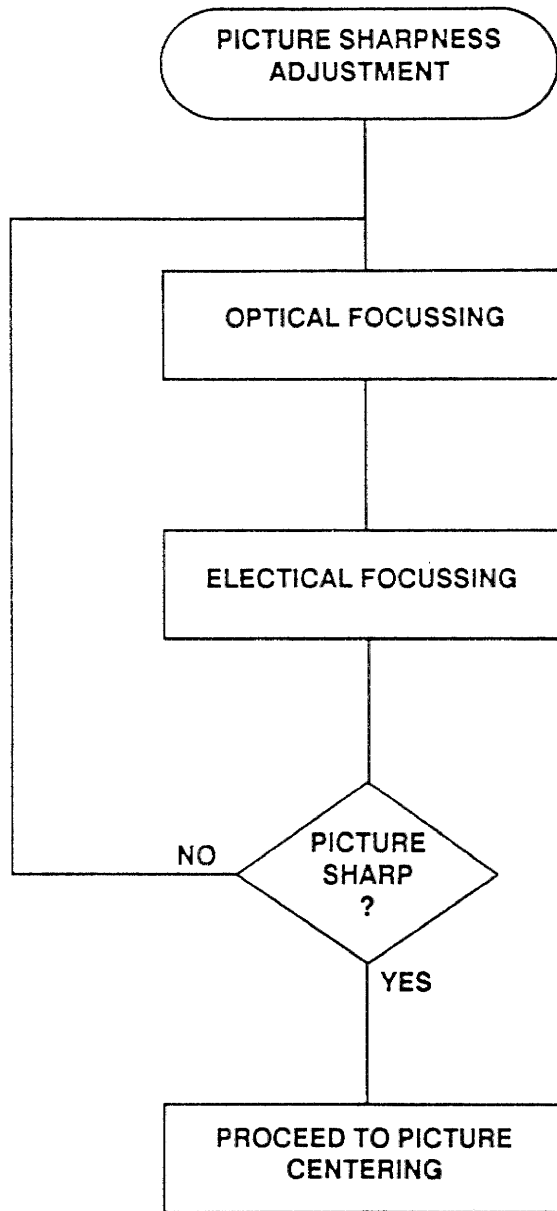 PICTURE SHARPNESS
ADJUSTMENT
OPTICAL FOCUSSING
ELECTICAL FOCUSSING
NO
PICTURE
SHARP
?
YES
PROCEED TO PICTURE
CENTERING